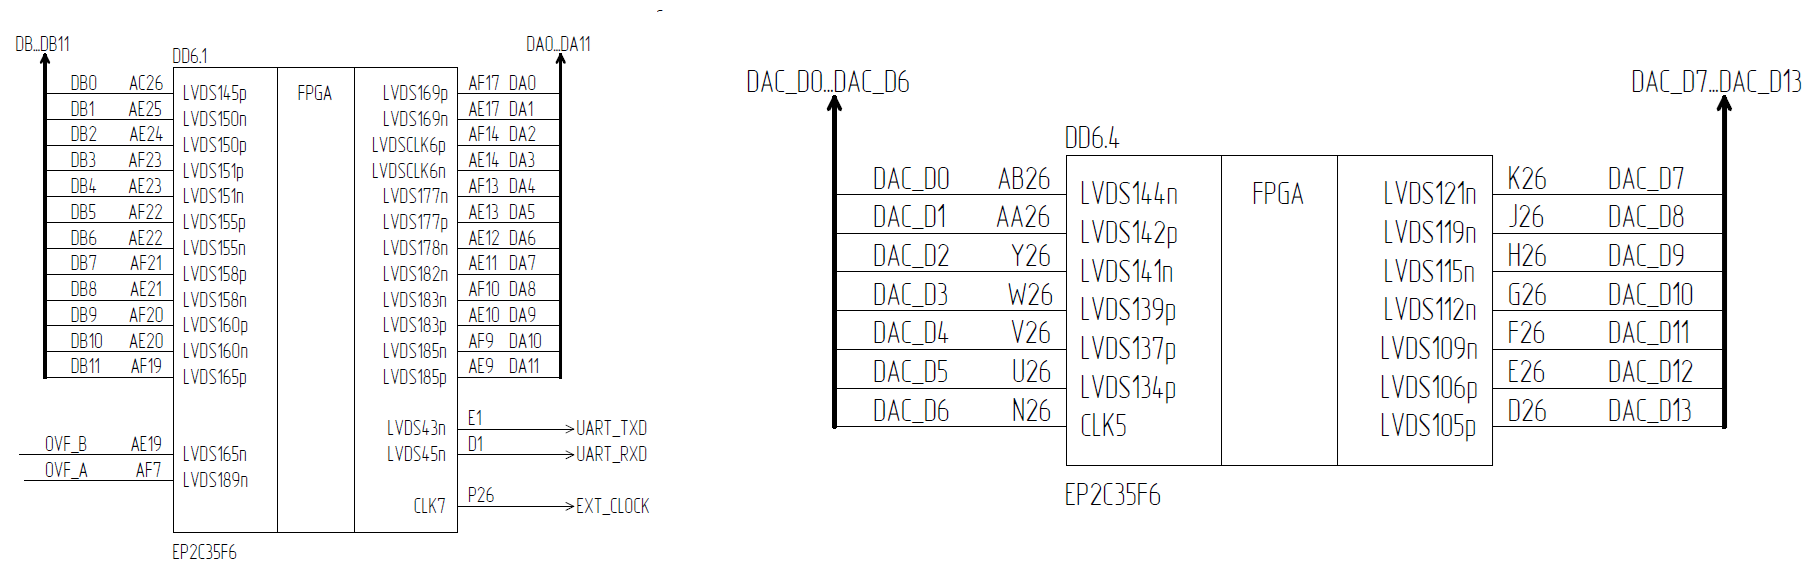 DB...DB11
DA0...DA11
DD6.1
DB0 AC26 LVDS145p FPGA LVDS169p AF17 DA0
DB1 AE25 LVDS150n LVDS169n AE17 DA1
DB2 AE24 LVDS150p LVDSCLK6p AF14 DA2
DB3 AF23 LVDS151p LVDSCLK6n AE14 DA3
DB4 AE23 LVDS151n LVDS177n AF13 DA4
DB5 AF22 LVDS155p LVDS177p AE13 DA5
DB6 AE22 LVDS155n LVDS178n AE12 DA6
DB7 AF21 LVDS158p LVDS182n AE11 DA7
DB8 AE21 LVDS158n LVDS183n AF10 DA8
DB9 AF20 LVDS160p LVDS183p AE10 DA9
DB10 AE20 LVDS160n LVDS185n AF9 DA10
DB11 AF19 LVDS165p LVDS185p AE9 DA11
LVDS43n E1 UART_TXD
OVF_B AE19 LVDS165n LVDS45n D1 UART_RXD
OVF_A AF7 LVDS189n
CLK7 P26 EXT_CLOCK
EP2C35F6
DAC_D0...DAC_D6
DAC_D7...DAC_D13
DD6.4
DAC_D0 AB26 LVDS144n FPGA LVDS121n K26 DAC_D7
DAC_D1 AA26 LVDS142p LVDS119n J26 DAC_D8
DAC_D2 Y26 LVDS141n LVDS115n H26 DAC_D9
DAC_D3 W26 LVDS139p LVDS112n G26 DAC_D10
DAC_D4 V26 LVDS137p LVDS109n F26 DAC_D11
DAC_D5 U26 LVDS134p LVDS106p E26 DAC_D12
DAC_D6 N26 CLK5 LVDS105p D26 DAC_D13
EP2C35F6